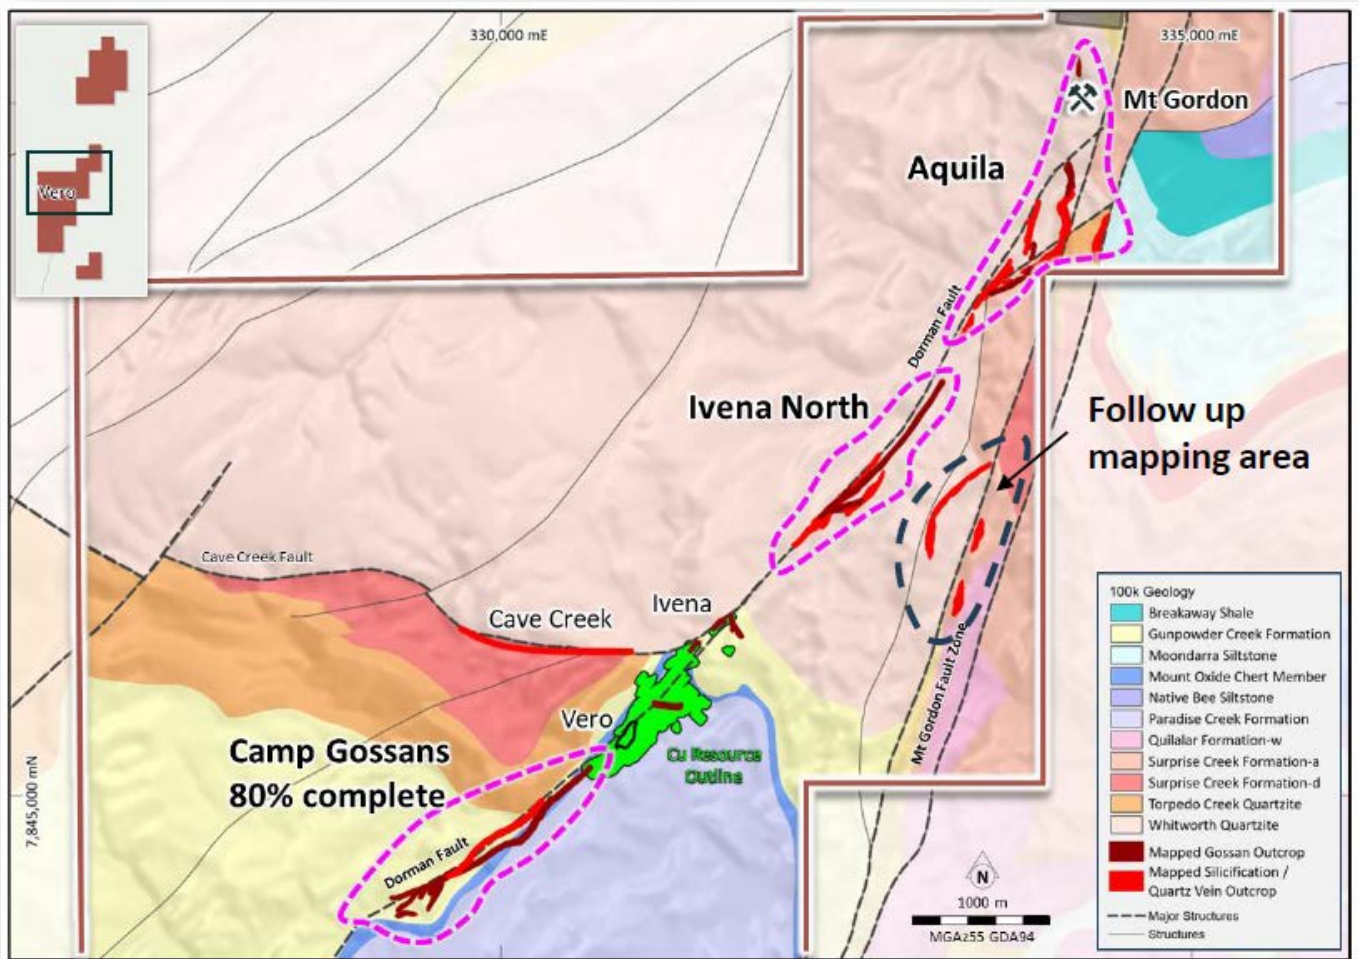 330,000 mE
335,000 mE
Vero
Mt Gordon
Aquila
Dorman Fault
Ivena North
Follow up
mapping area
Cave Creek Fault
Cave Creek
Ivena
Vero
Cu Resource
Outline
Camp Gossans
80% complete
Dorman Fault
Mt Gordon Fault Zone
7,845,000 mN
N
1000 m
MGAz55 GDA94
100k Geology
Breakaway Shale
Gunpowder Creek Formation
Moondarra Siltstone
Mount Oxide Chert Member
Native Bee Siltstone
Paradise Creek Formation
Quilalar Formation-w
Surprise Creek Formation-a
Surprise Creek Formation-d
Torpedo Creek Quartzite
Whitworth Quartzite
Mapped Gossan Outcrop
Mapped Silicification /
Quartz Vein Outcrop
Major Structures
Structures